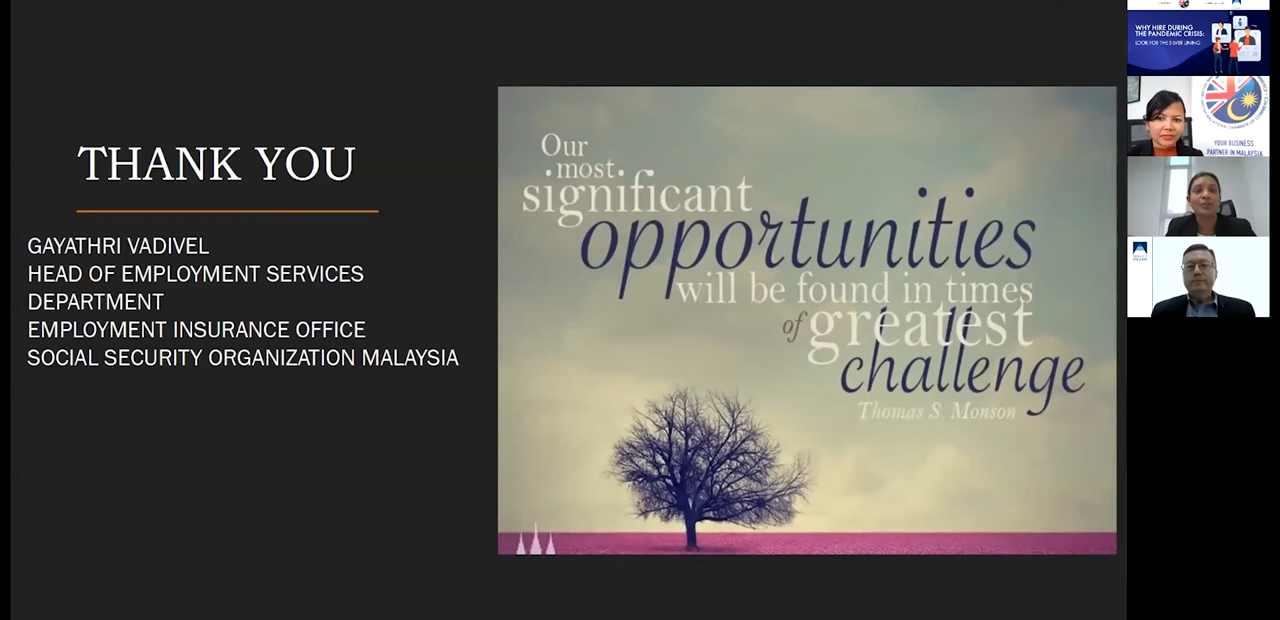 THANK YOU
GAYATHRI VADIVEL
HEAD OF EMPLOYMENT SERVICES
DEPARTMENT
EMPLOYMENT INSURANCE OFFICE
SOCIAL SECURITY ORGANIZATION MALAYSIA
Our
most
significant
opportunities
will be found in times
of greatest
challenge
Thomas S. Monson
WHY HIRE DURING
THE PANDEMIC CRISIS:
LOOK FOR THE SILVER LINING
YOUR BUSINESS
PARTNER IN MALAYSIA